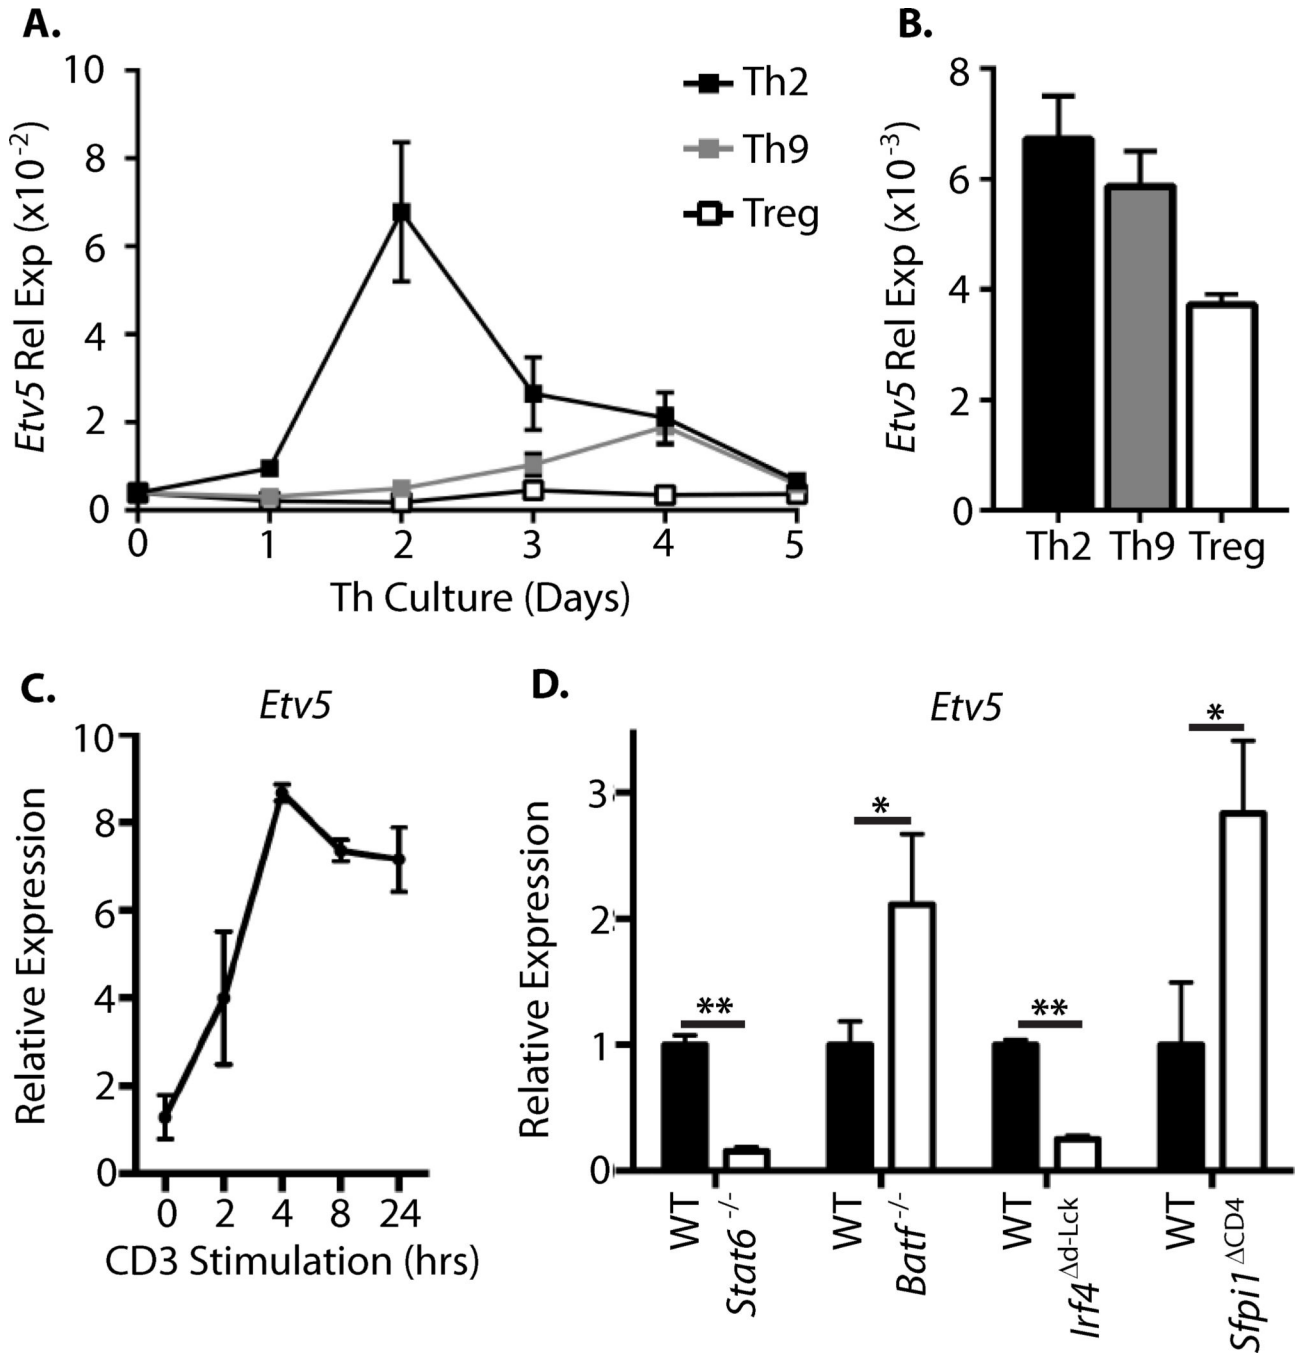 A.
Etv5 Rel Exp (x10-2)
10
8
6
4
2
0
0 1 2 3 4 5
Th Culture (Days)
Th2
Th9
Treg
B.
Etv5 Rel Exp (x10-3)
8
6
4
2
0
Th2 Th9 Treg
C.
Etv5
Relative Expression
10
8
6
4
2
0
0 2 4 8 24
CD3 Stimulation (hrs)
D.
Etv5
Relative Expression
3
2
1
0
**
*
**
*
WT
Stat6 -/-
WT
Batf -/-
WT
Irf4 Δd-Lck
WT
Sfpi1 ΔCD4